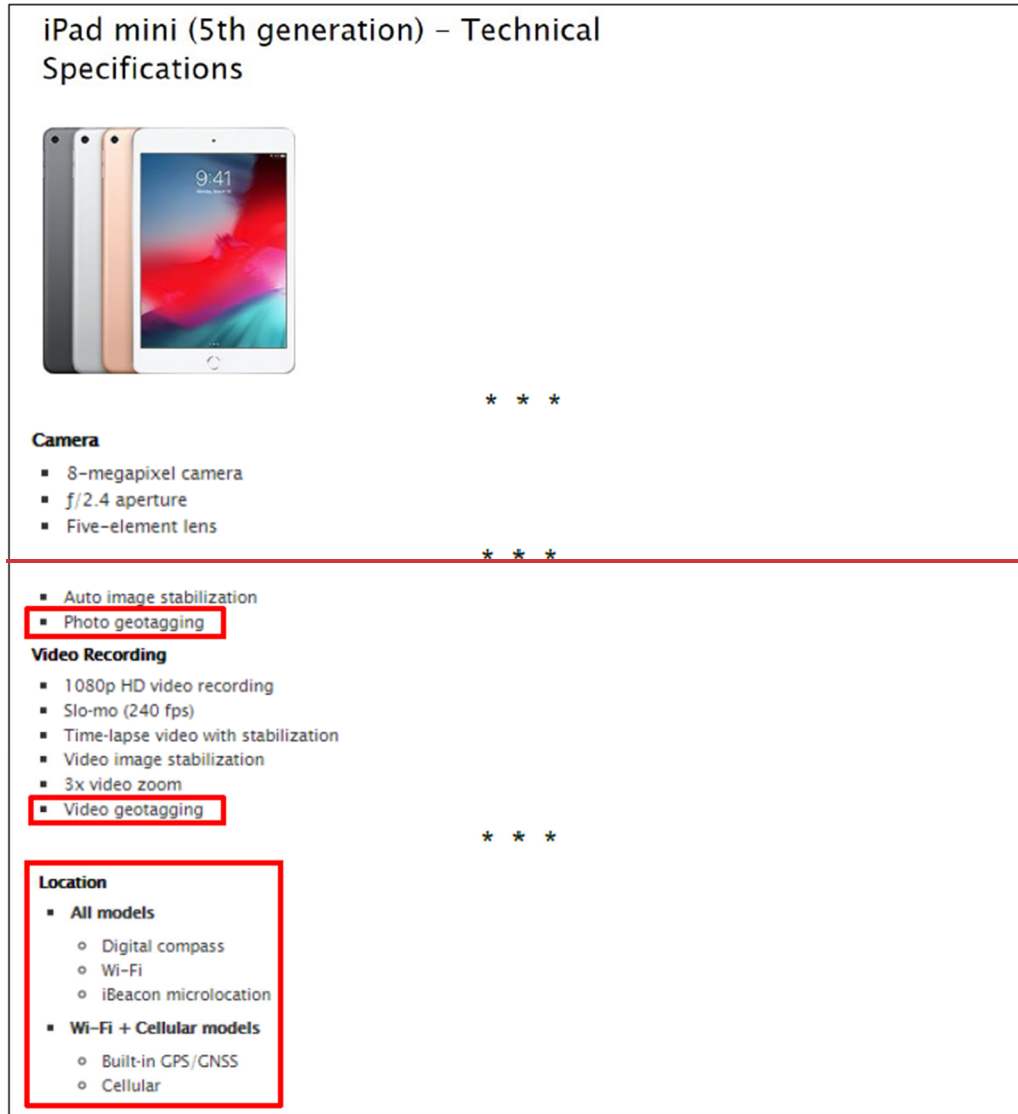 iPad mini (5th generation) – Technical
Specifications
9:41
* * *
Camera
▪ 8-megapixel camera
▪ ƒ/2.4 aperture
▪ Five-element lens
* * *
▪ Auto image stabilization
▪ Photo geotagging
Video Recording
▪ 1080p HD video recording
▪ Slo-mo (240 fps)
▪ Time-lapse video with stabilization
▪ Video image stabilization
▪ 3x video zoom
▪ Video geotagging
* * *
Location
▪ All models
○ Digital compass
○ Wi-Fi
○ iBeacon microlocation
▪ Wi-Fi + Cellular models
○ Built-in GPS/GNSS
○ Cellular